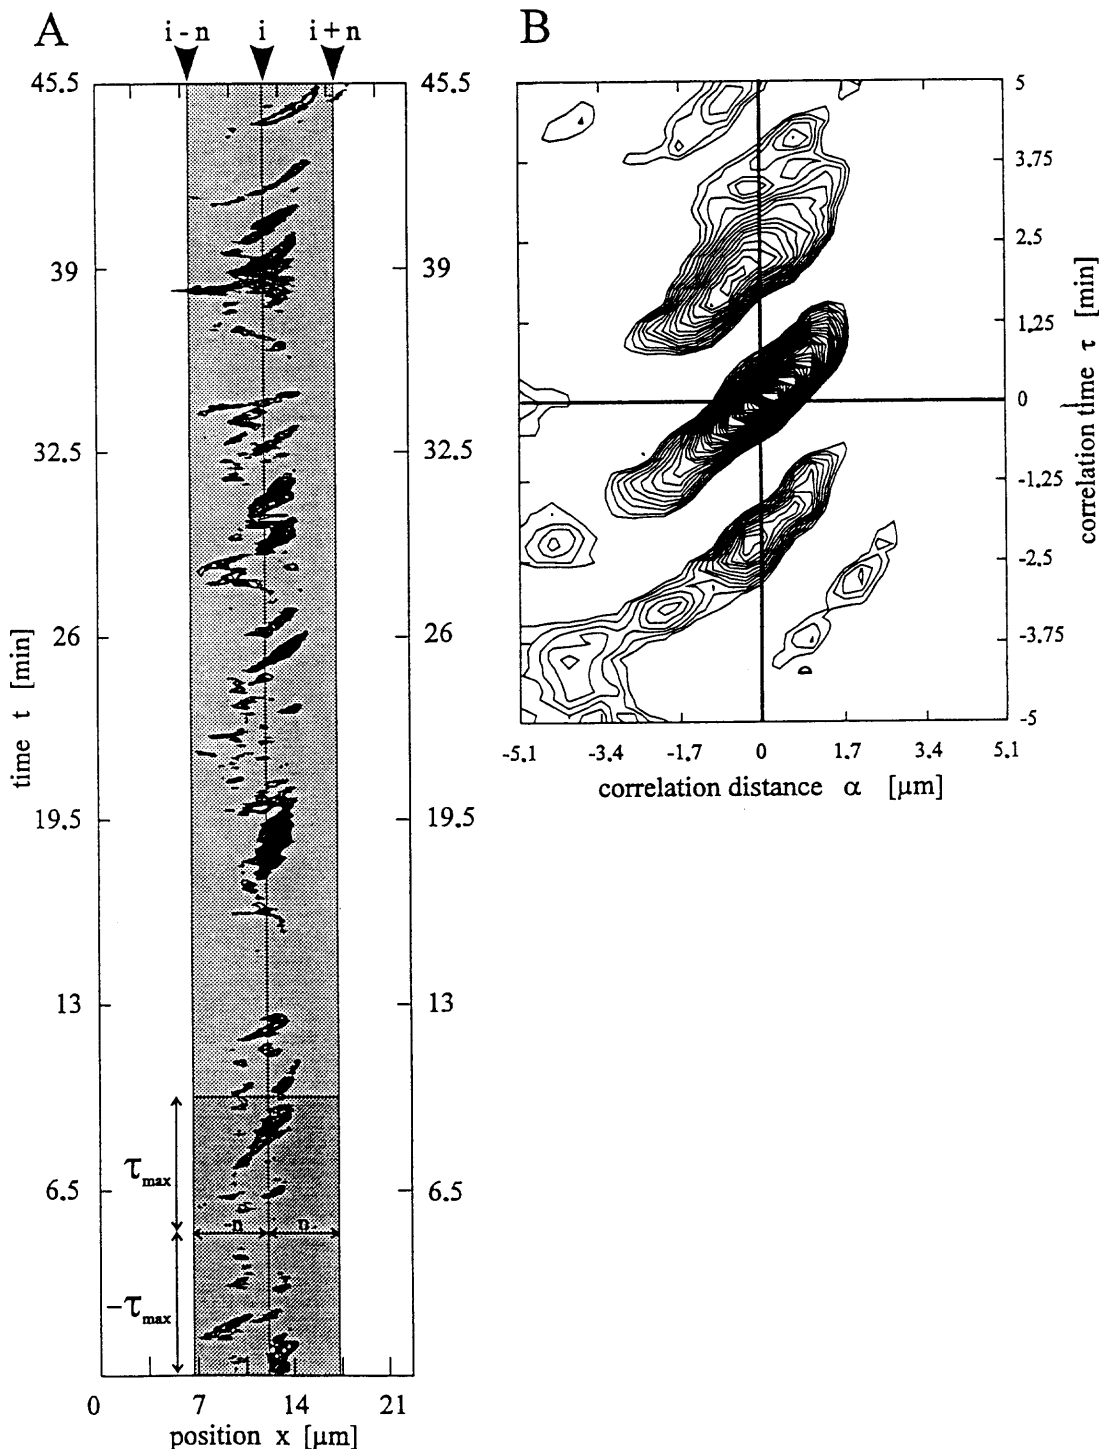 A
i - n
i
i + n
B
45.5
45.5
39
39
32.5
32.5
26
26
19.5
19.5
13
13
6.5
6.5
time t [min]
τmax
-n
n
−τmax
0
7
14
21
position x [µm]
5
3.75
2.5
1.25
0
-1.25
-2.5
-3.75
-5
correlation time τ [min]
-5.1
-3.4
-1.7
0
1.7
3.4
5.1
correlation distance α [µm]